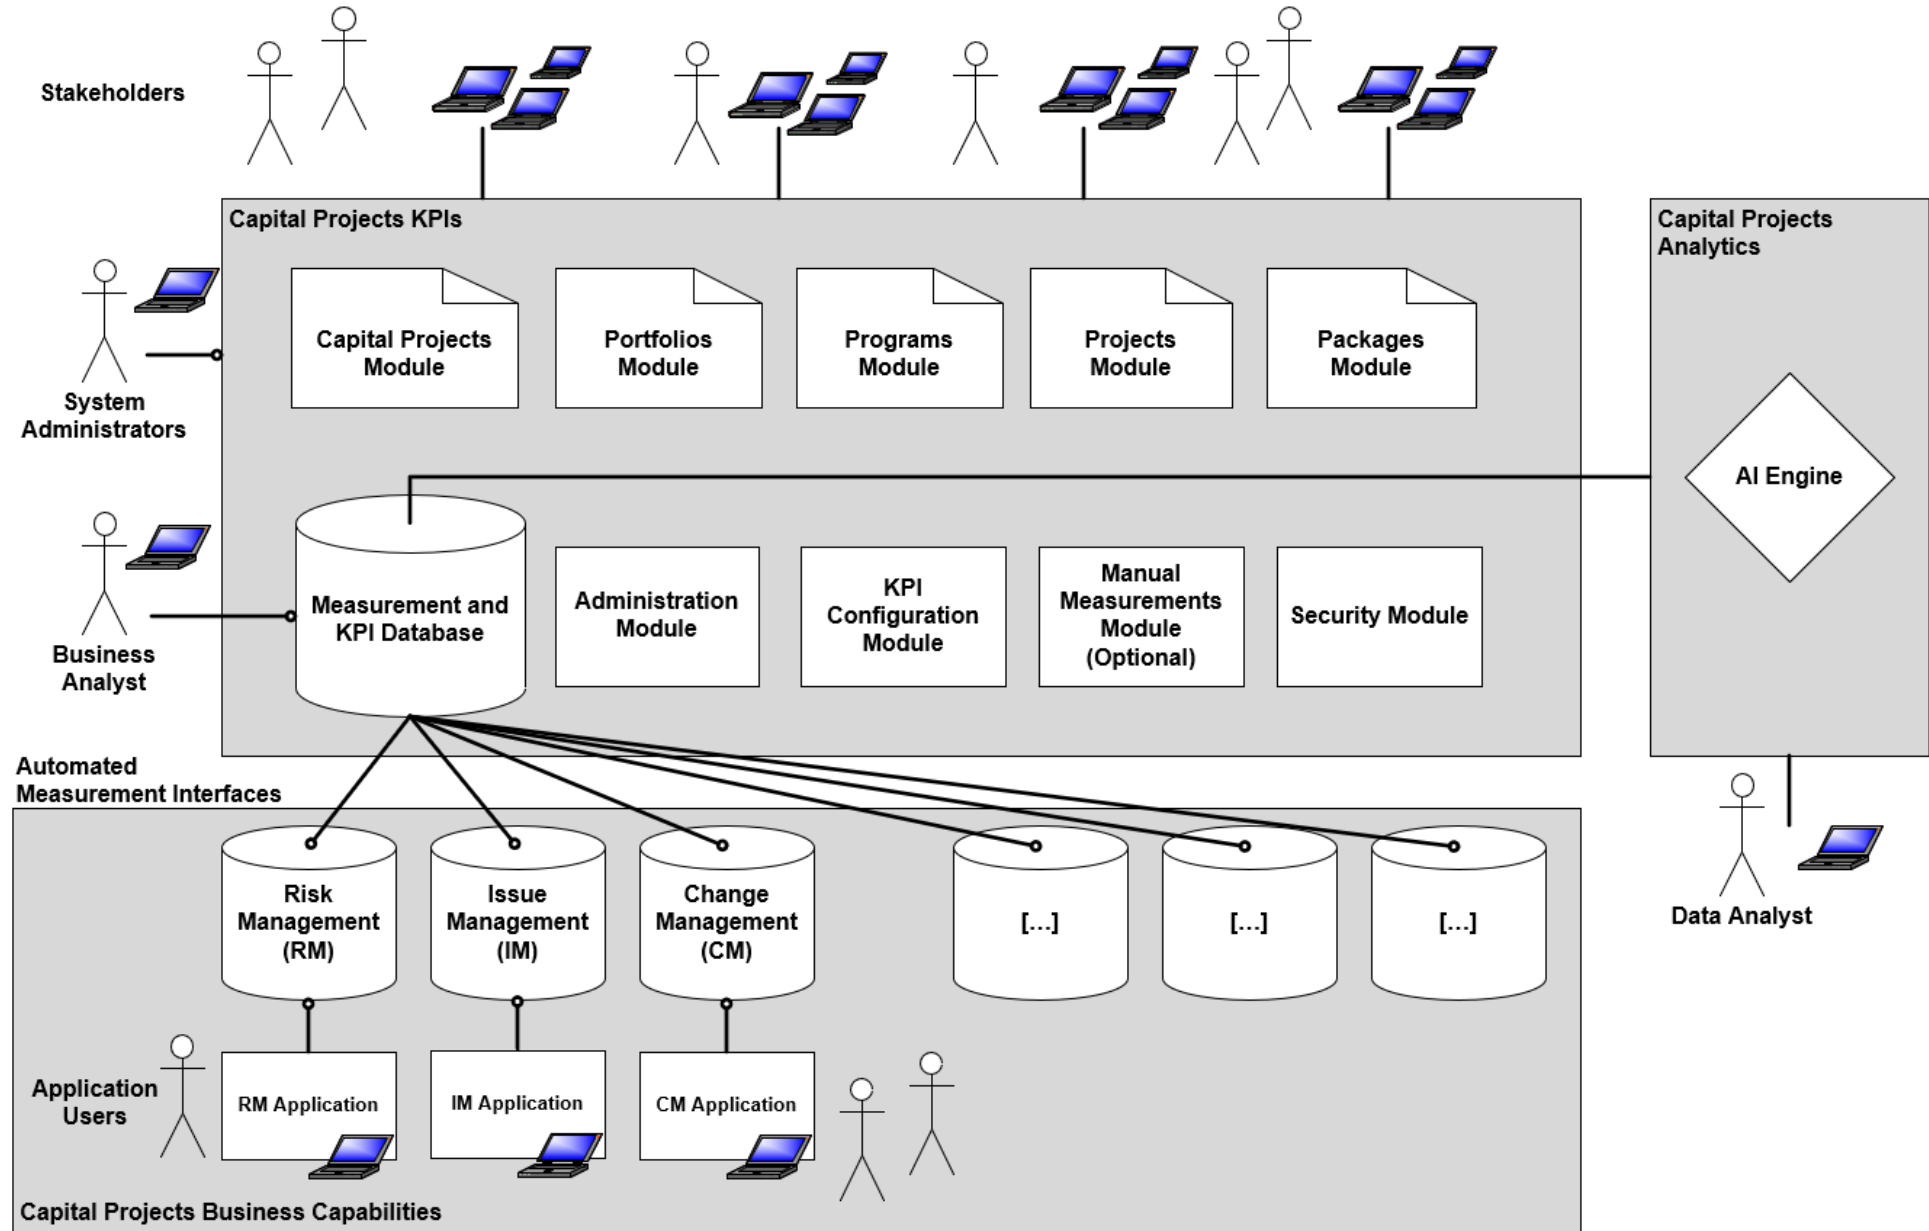 Stakeholders
Capital Projects KPIs
Capital Projects
Analytics
Capital Projects
Module
Portfolios
Module
Programs
Module
Projects
Module
Packages
Module
System
Administrators
AI Engine
Measurement and
KPI Database
Administration
Module
KPI
Configuration
Module
Manual
Measurements
Module
(Optional)
Security Module
Business
Analyst
Automated
Measurement Interfaces
Risk
Management
(RM)
Issue
Management
(IM)
Change
Management
(CM)
[...]
[...]
[...]
Data Analyst
Application
Users
RM Application
IM Application
CM Application
Capital Projects Business Capabilities